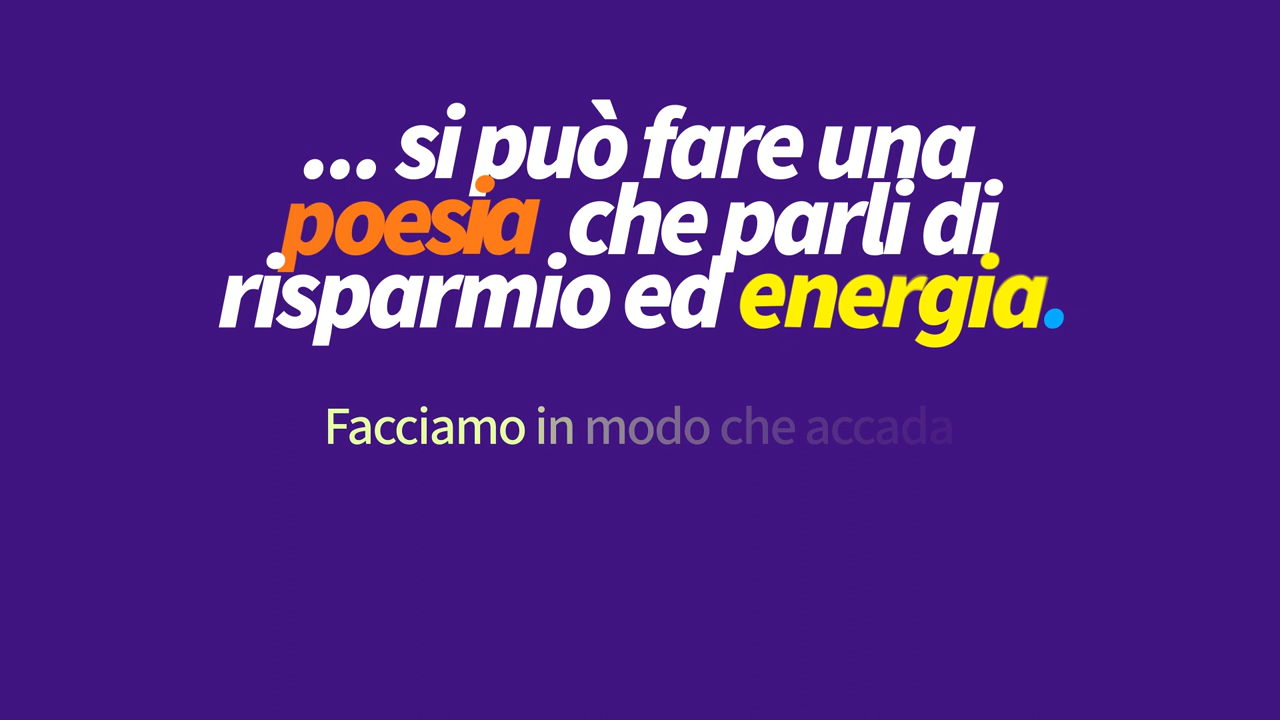 ... si può fare una
poesia che parli di
risparmio ed energia.
Facciamo in modo che accada